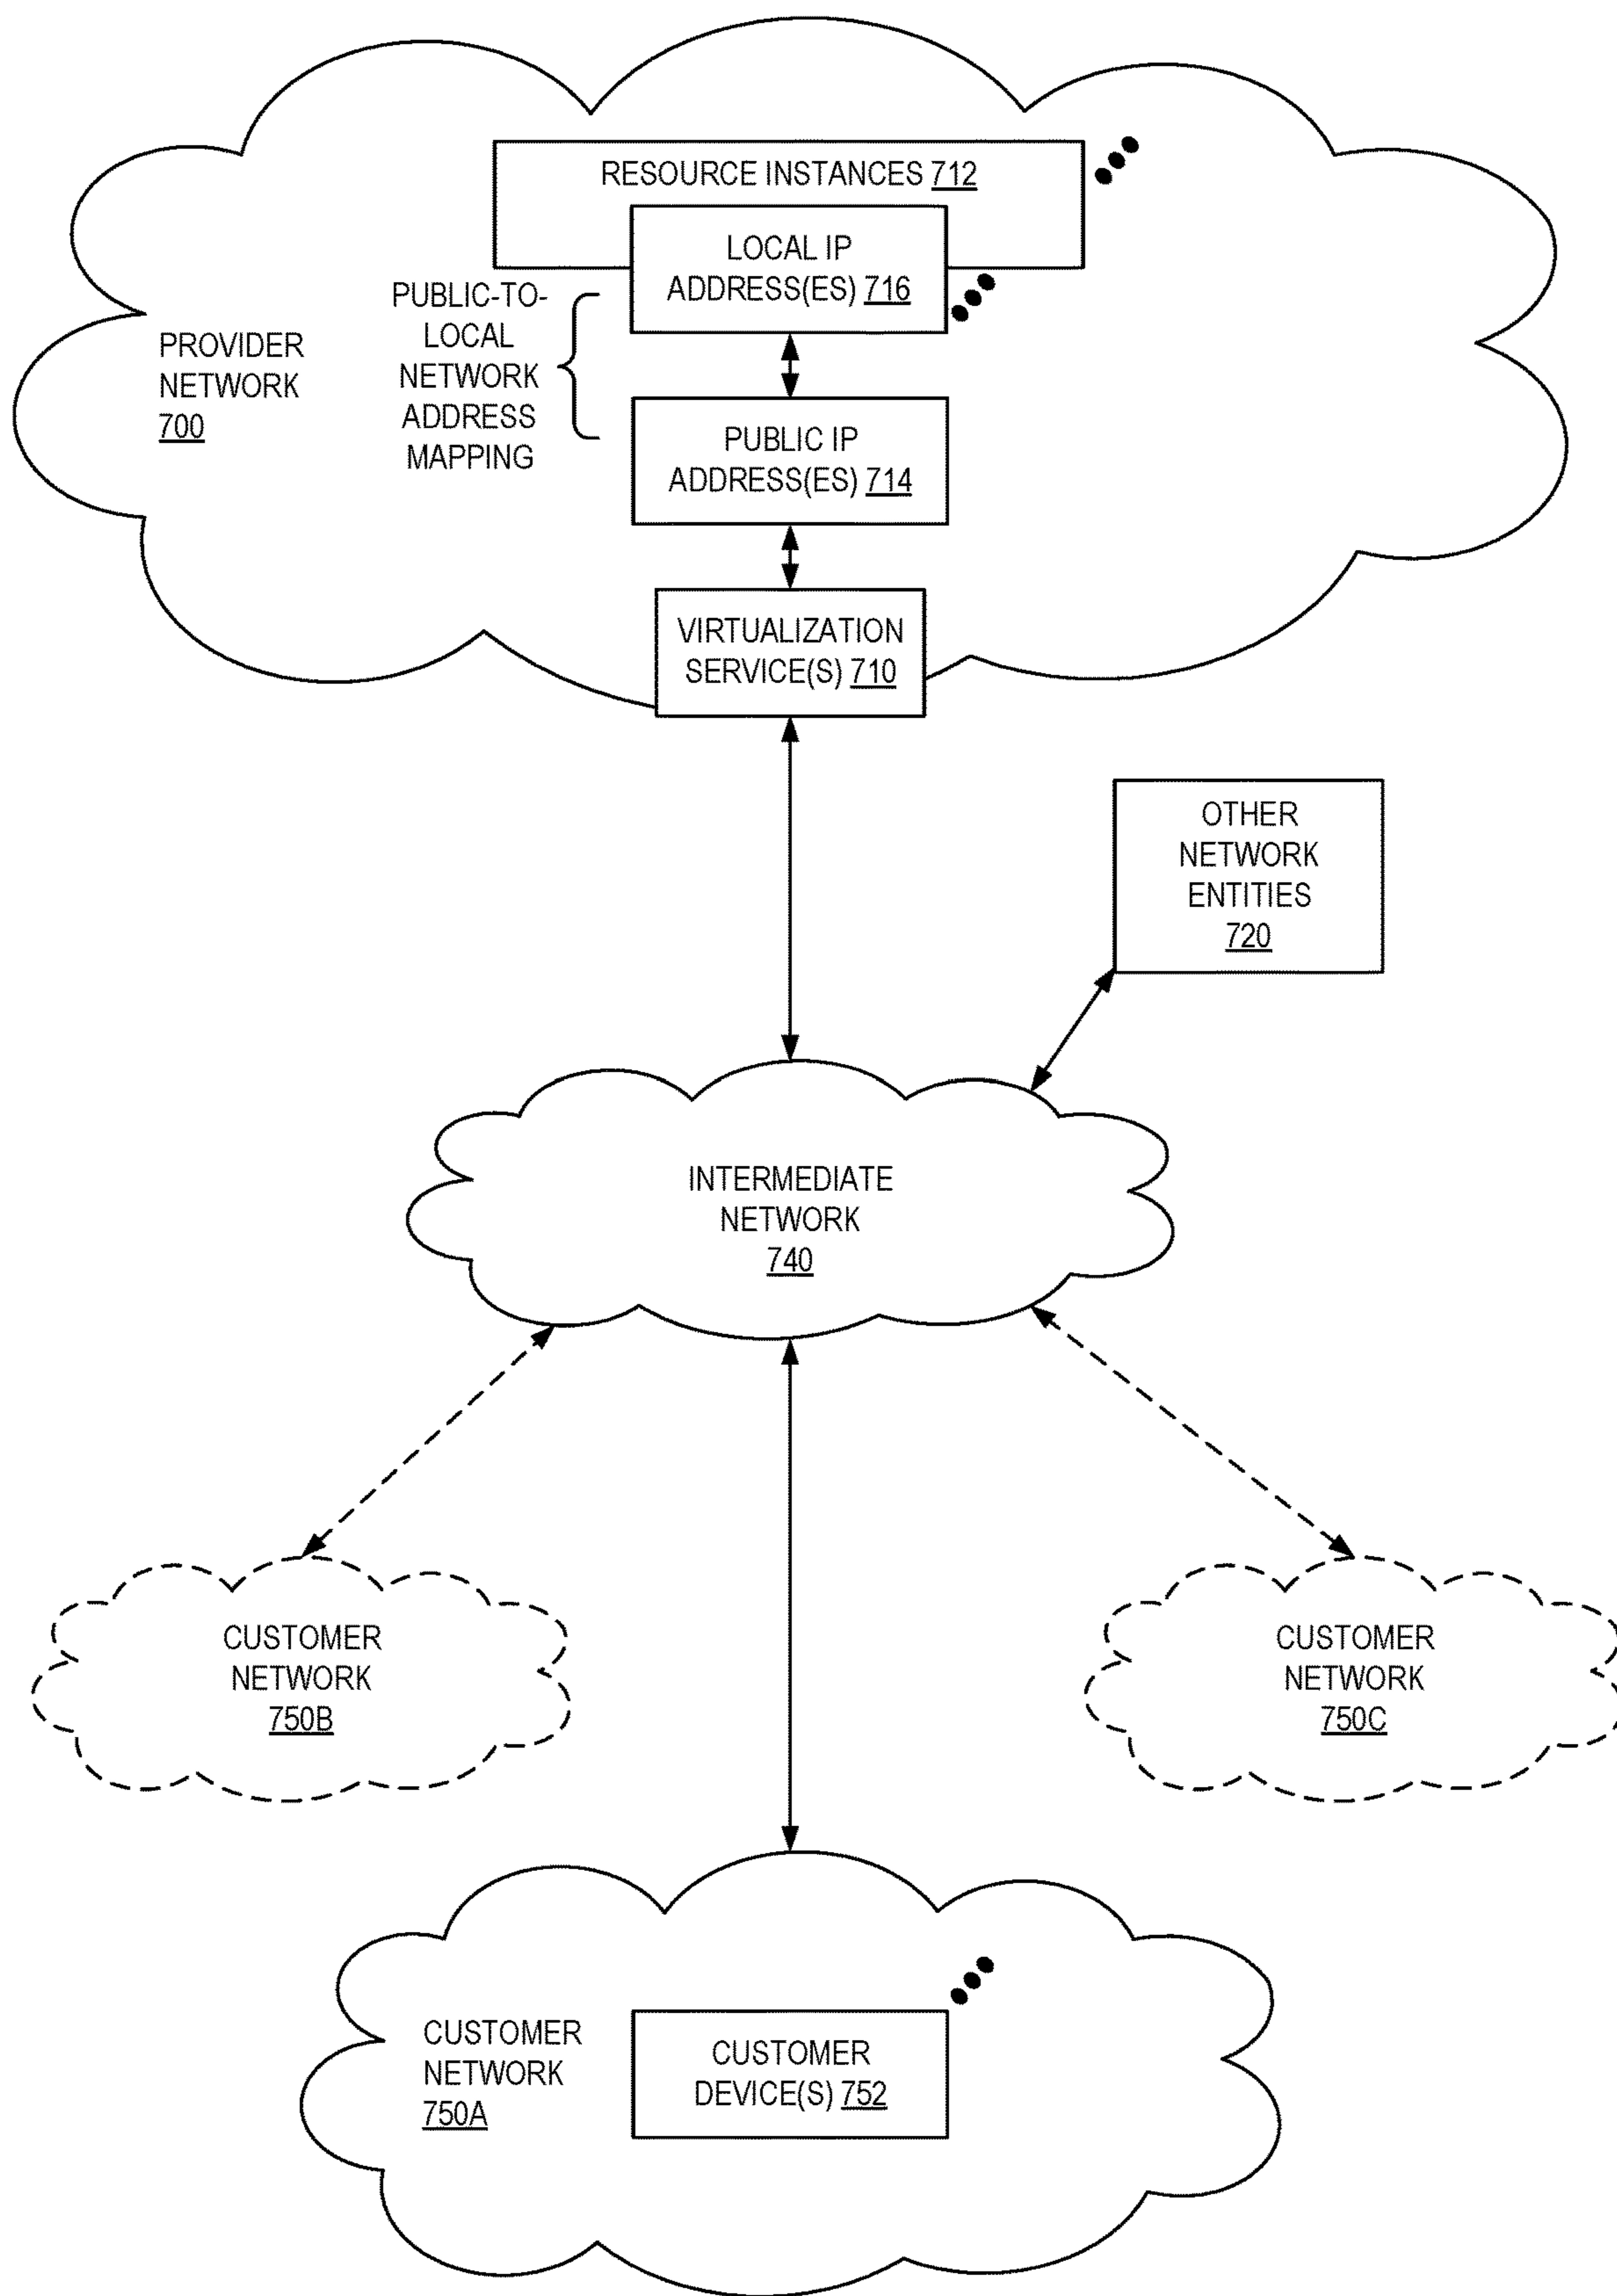 RESOURCE INSTANCES 712
LOCAL IP
ADDRESS(ES) 716
PUBLIC-TO-
LOCAL
NETWORK
ADDRESS
MAPPING
PROVIDER
NETWORK
700
PUBLIC IP
ADDRESS(ES) 714
VIRTUALIZATION
SERVICE(S) 710
OTHER
NETWORK
ENTITIES
720
INTERMEDIATE
NETWORK
740
CUSTOMER
NETWORK
750B
CUSTOMER
NETWORK
750C
CUSTOMER
NETWORK
750A
CUSTOMER
DEVICE(S) 752